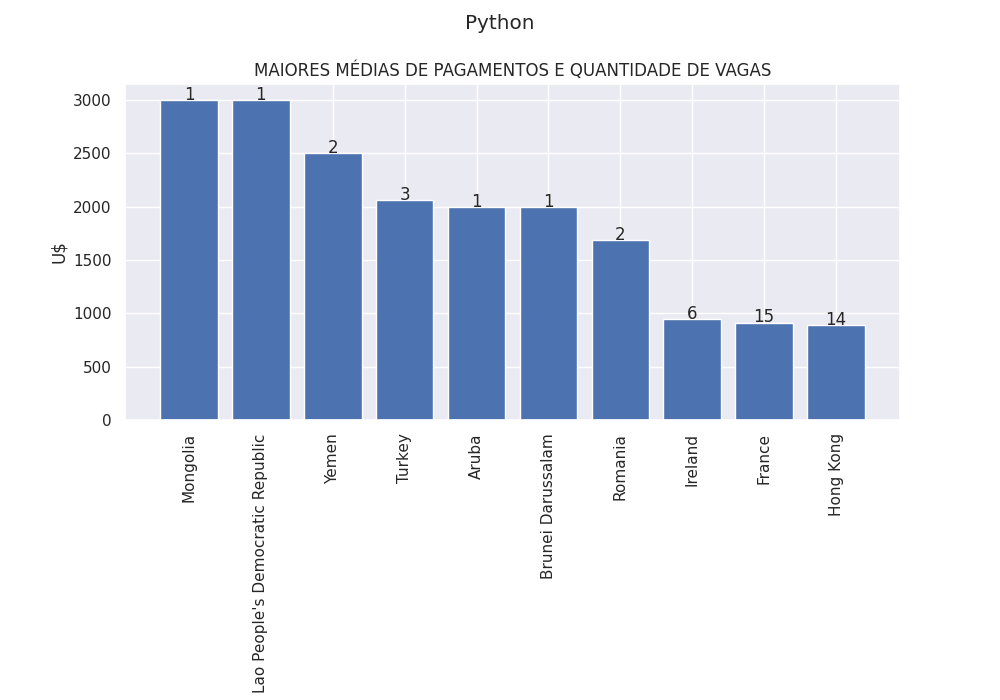 Python
MAIORES MÉDIAS DE PAGAMENTOS E QUANTIDADE DE VAGAS
U$
3000
2500
2000
1500
1000
500
0
1
1
2
3
1
1
2
6
15
14
Mongolia
Lao People's Democratic Republic
Yemen
Turkey
Aruba
Brunei Darussalam
Romania
Ireland
France
Hong Kong